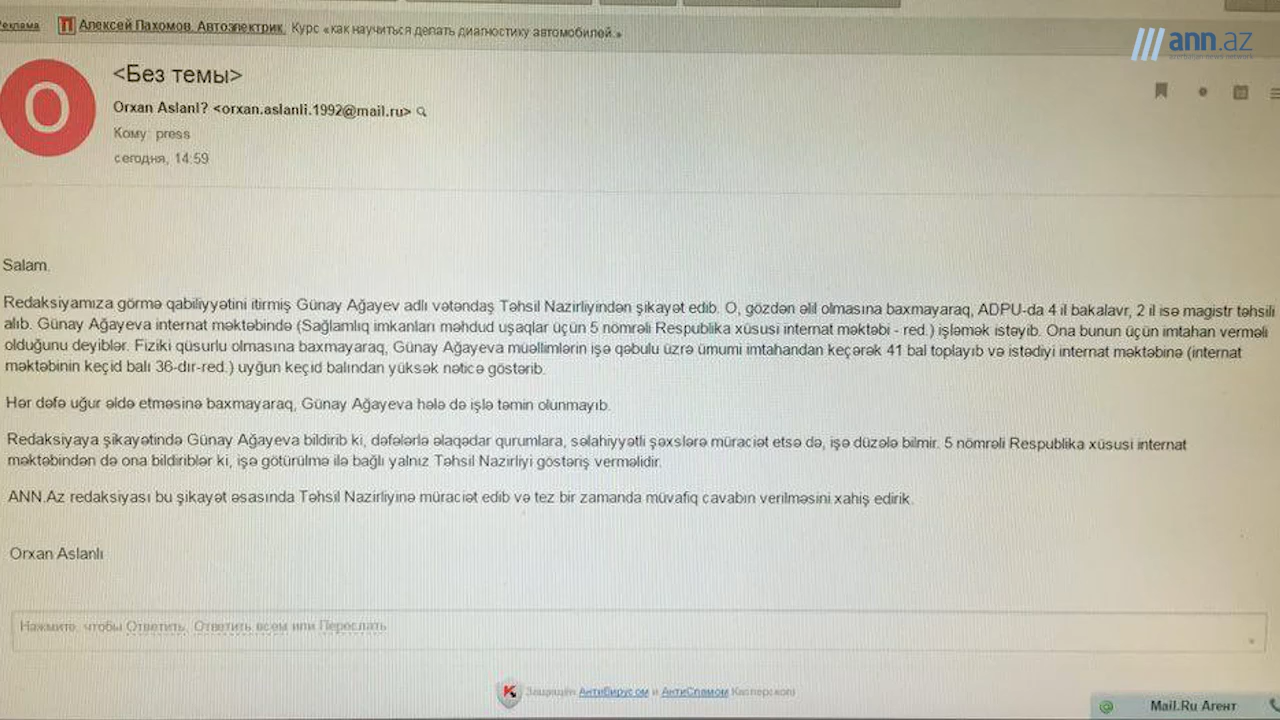 Реклама
Алексей Пахомов. Автоэлектрик. Курс «как научиться делать диагностику автомобилей.»
ann.az
azerbaijan news network
<Без темы>
O
Orxan Aslanl? <orxan.aslanli.1992@mail.ru>
Кому: press
сегодня, 14:59
Salam.
Redaksiyamıza görmə qabiliyyətini itirmiş Günay Ağayev adlı vətəndaş Təhsil Nazirliyindən şikayət edib. O, gözdən əlil olmasına baxmayaraq, ADPU-da 4 il bakalavr, 2 il isə magistr təhsili
alıb. Günay Ağayeva internat məktəbində (Sağlamlıq imkanları məhdud uşaqlar üçün 5 nömrəli Respublika xüsusi internat məktəbi - red.) işləmək istəyib. Ona bunun üçün imtahan verməli
olduğunu deyiblər. Fiziki qüsurlu olmasına baxmayaraq, Günay Ağayeva müəllimlərin işə qəbulu üzrə ümumi imtahandan keçərək 41 bal toplayıb və istədiyi internat məktəbinə (internat
məktəbinin keçid balı 36-dır-red.) uyğun keçid balından yüksək nəticə göstərib.
Hər dəfə uğur əldə etməsinə baxmayaraq, Günay Ağayeva hələ də işlə təmin olunmayıb.
Redaksiyaya şikayətində Günay Ağayeva bildirib ki, dəfələrlə əlaqədar qurumlara, səlahiyyətli şəxslərə müraciət etsə də, işə düzələ bilmir. 5 nömrəli Respublika xüsusi internat
məktəbindən də ona bildiriblər ki, işə götürülmə ilə bağlı yalnız Təhsil Nazirliyi göstəriş verməlidir.
ANN.Az redaksiyası bu şikayət əsasında Təhsil Nazirliyinə müraciət edib və tez bir zamanda müvafiq cavabın verilməsini xahiş edirik.
Orxan Aslanlı
Нажмите, чтобы Ответить, Ответить всем или Переслать
Защищён АнтиВирусом и АнтиСпамом Касперского
Mail.Ru Агент